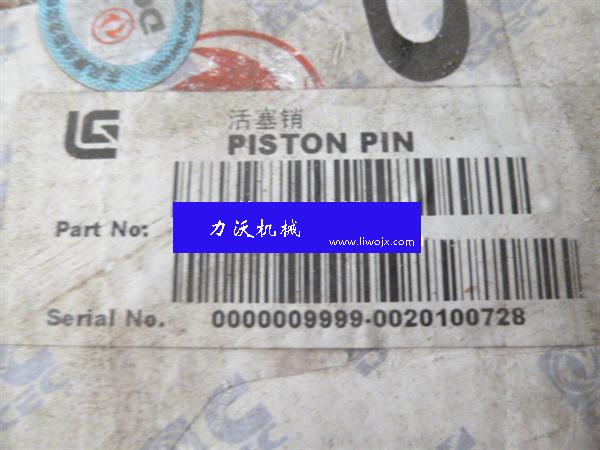 活塞销
PISTON PIN
Part No:
力沃机械
www.liwojx.com
Serial No. 0000009999-0020100728